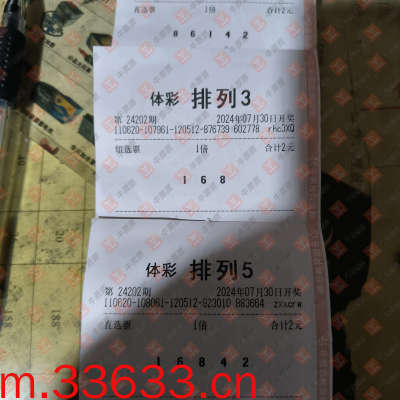 直选票 1倍 合计2元
8 6 1 4 2
体彩 排列3
第 24202期 2024年07月30日开奖
110620-107961-120512-876739 602778 rHc3XQ
组选票 1倍 合计2元
1 6 8
体彩 排列5
第 24202期 2024年07月30日开奖
110620-108061-120512-923010 883664
直选票 1倍 合计2元
1 6 8 4 2
m.33633.cn